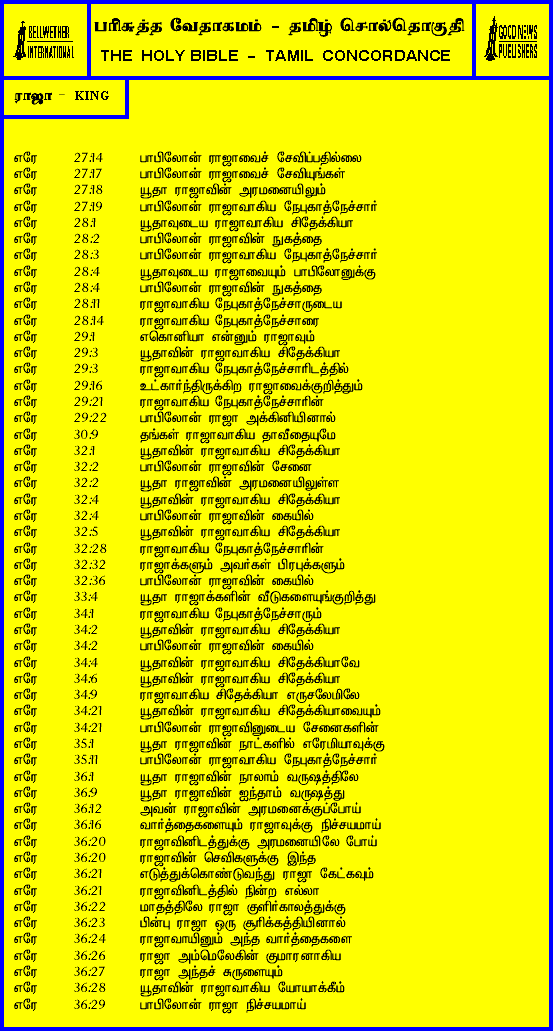 BELLWETHER
INTERNATIONAL
பரிசுத்த வேதாகமம் - தமிழ் சொல்தொகுதி
THE HOLY BIBLE - TAMIL CONCORDANCE
GOOD NEWS
PUBLISHERS
ராஜா - KING
எரே 27:14 பாபிலோன் ராஜாவைச் சேவிப்பதில்லை
எரே 27:17 பாபிலோன் ராஜாவைச் சேவியுங்கள்
எரே 27:18 யூதா ராஜாவின் அரமனையிலும்
எரே 27:19 பாபிலோன் ராஜாவாகிய நேபுகாத்நேச்சார்
எரே 28:1 யூதாவுடைய ராஜாவாகிய சிதேக்கியா
எரே 28:2 பாபிலோன் ராஜாவின் நுகத்தை
எரே 28:3 பாபிலோன் ராஜாவாகிய நேபுகாத்நேச்சார்
எரே 28:4 யூதாவுடைய ராஜாவையும் பாபிலோனுக்கு
எரே 28:4 பாபிலோன் ராஜாவின் நுகத்தை
எரே 28:11 ராஜாவாகிய நேபுகாத்நேச்சாருடைய
எரே 28:14 ராஜாவாகிய நேபுகாத்நேச்சாரை
எரே 29:1 எகொனியா என்னும் ராஜாவும்
எரே 29:3 யூதாவின் ராஜாவாகிய சிதேக்கியா
எரே 29:3 ராஜாவாகிய நேபுகாத்நேச்சாரிடத்தில்
எரே 29:16 உட்கார்ந்திருக்கிற ராஜாவைக்குறித்தும்
எரே 29:21 ராஜாவாகிய நேபுகாத்நேச்சாரின்
எரே 29:22 பாபிலோன் ராஜா அக்கினியினால்
எரே 30:9 தங்கள் ராஜாவாகிய தாவீதையுமே
எரே 32:1 யூதாவின் ராஜாவாகிய சிதேக்கியா
எரே 32:2 பாபிலோன் ராஜாவின் சேனை
எரே 32:2 யூதா ராஜாவின் அரமனையிலுள்ள
எரே 32:4 யூதாவின் ராஜாவாகிய சிதேக்கியா
எரே 32:4 பாபிலோன் ராஜாவின் கையில்
எரே 32:5 யூதாவின் ராஜாவாகிய சிதேக்கியா
எரே 32:28 ராஜாவாகிய நேபுகாத்நேச்சாரின்
எரே 32:32 ராஜாக்களும் அவர்கள் பிரபுக்களும்
எரே 32:36 பாபிலோன் ராஜாவின் கையில்
எரே 33:4 யூதா ராஜாக்களின் வீடுகளையுங்குறித்து
எரே 34:1 ராஜாவாகிய நேபுகாத்நேச்சாரும்
எரே 34:2 யூதாவின் ராஜாவாகிய சிதேக்கியா
எரே 34:2 பாபிலோன் ராஜாவின் கையில்
எரே 34:4 யூதாவின் ராஜாவாகிய சிதேக்கியாவே
எரே 34:6 யூதாவின் ராஜாவாகிய சிதேக்கியா
எரே 34:9 ராஜாவாகிய சிதேக்கியா எருசலேமிலே
எரே 34:21 யூதாவின் ராஜாவாகிய சிதேக்கியாவையும்
எரே 34:21 பாபிலோன் ராஜாவினுடைய சேனைகளின்
எரே 35:1 யூதா ராஜாவின் நாட்களில் எரேமியாவுக்கு
எரே 35:11 பாபிலோன் ராஜாவாகிய நேபுகாத்நேச்சார்
எரே 36:1 யூதா ராஜாவின் நாலாம் வருஷத்திலே
எரே 36:9 யூதா ராஜாவின் ஐந்தாம் வருஷத்து
எரே 36:12 அவன் ராஜாவின் அரமனைக்குப்போய்
எரே 36:16 வார்த்தைகளையும் ராஜாவுக்கு நிச்சயமாய்
எரே 36:20 ராஜாவினிடத்துக்கு அரமனையிலே போய்
எரே 36:20 ராஜாவின் செவிகளுக்கு இந்த
எரே 36:21 எடுத்துக்கொண்டுவந்து ராஜா கேட்கவும்
எரே 36:21 ராஜாவினிடத்தில் நின்ற எல்லா
எரே 36:22 மாதத்திலே ராஜா குளிர்காலத்துக்கு
எரே 36:23 பின்பு ராஜா ஒரு சூரிக்கத்தியினால்
எரே 36:24 ராஜாவாயினும் அந்த வார்த்தைகளை
எரே 36:26 ராஜா அம்மெலேகின் குமாரனாகிய
எரே 36:27 ராஜா அந்தச் சுருளையும்
எரே 36:28 யூதாவின் ராஜாவாகிய யோயாக்கீம்
எரே 36:29 பாபிலோன் ராஜா நிச்சயமாய்